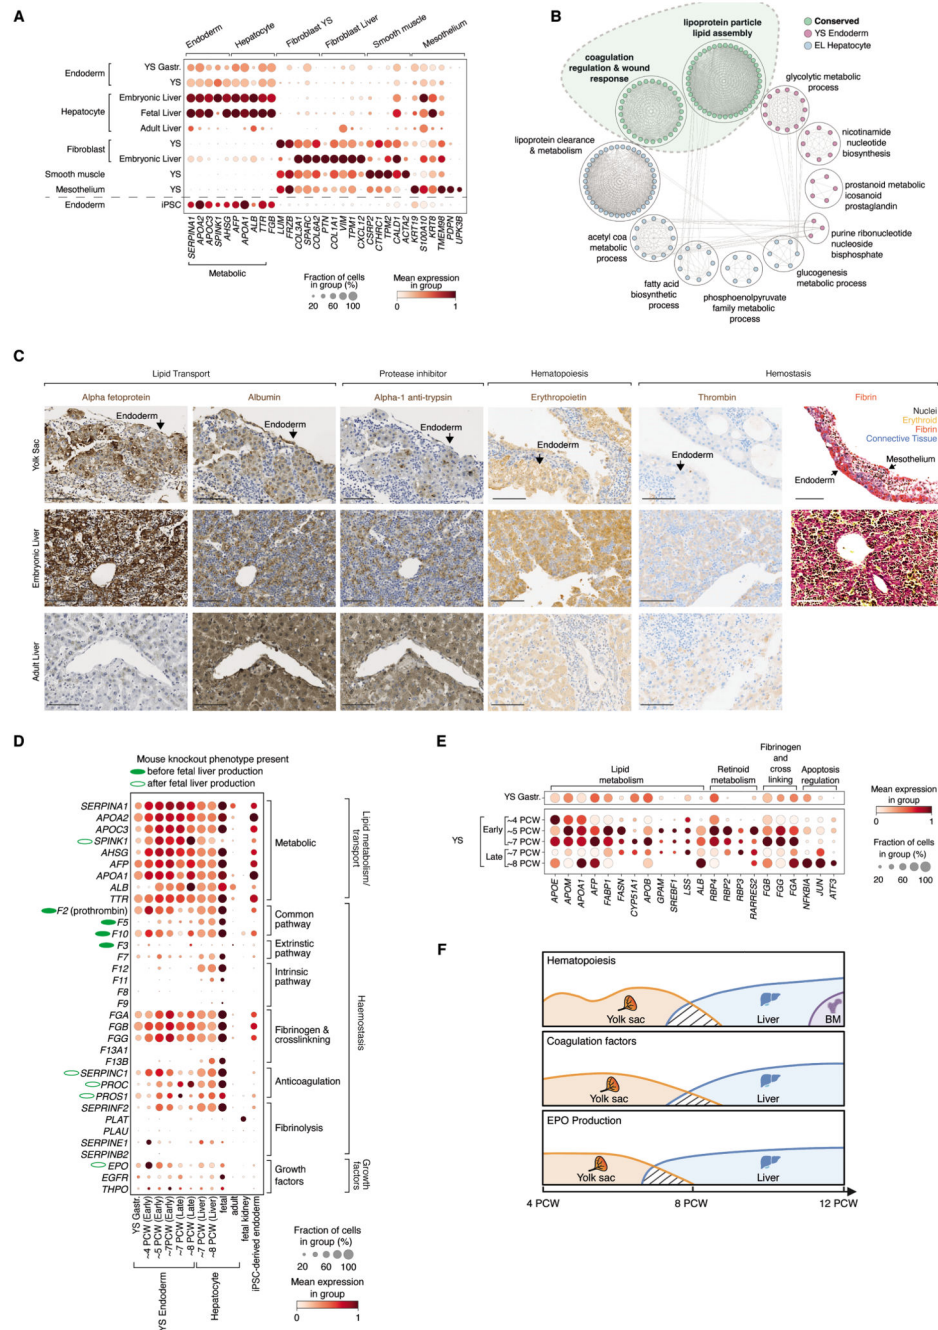 A
Endoderm
Hepatocyte
Fibroblast YS
Fibroblast Liver
Smooth muscle
Mesothelium
Endoderm
YS Gastr.
YS
Hepatocyte
Embryonic Liver
Fetal Liver
Adult Liver
Fibroblast
YS
Embryonic Liver
Smooth muscle YS
Mesothelium YS
Endoderm iPSC
SERPINA1
APOA2
APOC3
SPINK1
AHSG
AFP
APOA1
ALB
TTR
FGB
LUM
FRZB
COL3A1
SPARC
COL6A2
PTN
COL1A1
VIM
TPM1
CXCL12
CSRP2
CTHRC1
TPM2
CALD1
ACTA2
KRT19
S100A10
KRT8
TMEM98
PDPN
UPK3B
Metabolic
Fraction of cells
in group (%)
20 60 100
Mean expression
in group
0 1
B
Conserved
YS Endoderm
EL Hepatocyte
lipoprotein particle
lipid assembly
coagulation
regulation & wound
response
glycolytic metabolic
process
nicotinamide
nucleotide
biosynthesis
lipoprotein clearance
& metabolism
prostanoid metabolic
icosanoid
prostaglandin
purine ribonucleotide
nucleoside
bisphosphate
acetyl coa
metabolic
process
glucogenesis
metabolic process
fatty acid
biosynthetic
process
phosphoenolpyruvate
family metabolic
process
C
Lipid Transport
Protease inhibitor
Hematopoiesis
Hemostasis
Alpha fetoprotein
Albumin
Alpha-1 anti-trypsin
Erythropoietin
Thrombin
Fibrin
Yolk Sac
Endoderm
Endoderm
Endoderm
Endoderm
Endoderm
Nuclei
Erythroid
Fibrin
Connective Tissue
Mesothelium
Endoderm
Embryonic Liver
Adult Liver
D
Mouse knockout phenotype present
before fetal liver production
after fetal liver production
SERPINA1
APOA2
APOC3
SPINK1
AHSG
AFP
APOA1
ALB
TTR
F2 (prothrombin)
F5
F10
F3
F7
F12
F11
F8
F9
FGA
FGB
FGG
F13A1
F13B
SERPINC1
PROC
PROS1
SEPRINF2
PLAT
PLAU
SERPINE1
SERPINB2
EPO
EGFR
THPO
Metabolic
Common
pathway
Extrinstic
pathway
Intrinsic
pathway
Fibrinogen &
crosslinkning
Anticoagulation
Fibrinolysis
Growth
factors
Lipid metabolism/
transport
Haemostasis
Growth
factors
YS Gastr.
~4 PCW (Early)
~5 PCW (Early)
~7PCW (Early)
~7 PCW (Late)
~8 PCW (Late)
~7 PCW (Liver)
~8 PCW (Liver)
fetal
adult
fetal kidney
iPSC-derived endoderm
YS Endoderm
Hepatocyte
Fraction of cells
in group (%)
20 60 100
Mean expression
in group
0 1
E
Lipid
metabolism
Retinoid
metabolism
Fibrinogen
and
cross
linking
Apoptosis
regulation
YS Gastr.
YS
Early
~4 PCW
~5 PCW
~7 PCW
Late
~7 PCW
~8 PCW
APOE
APOM
APOA1
AFP
FABP1
FASN
CYP51A1
APOB
GPAM
SREBF1
LSS
ALB
RBP4
RBP2
RBP3
RARRES2
FGB
FGG
FGA
NFKBIA
JUN
ATF3
Mean expression
in group
0 1
Fraction of cells
in group (%)
20 60 100
F
Hematopoiesis
Yolk sac
Liver
BM
Coagulation factors
Yolk sac
Liver
EPO Production
Yolk sac
Liver
4 PCW
8 PCW
12 PCW